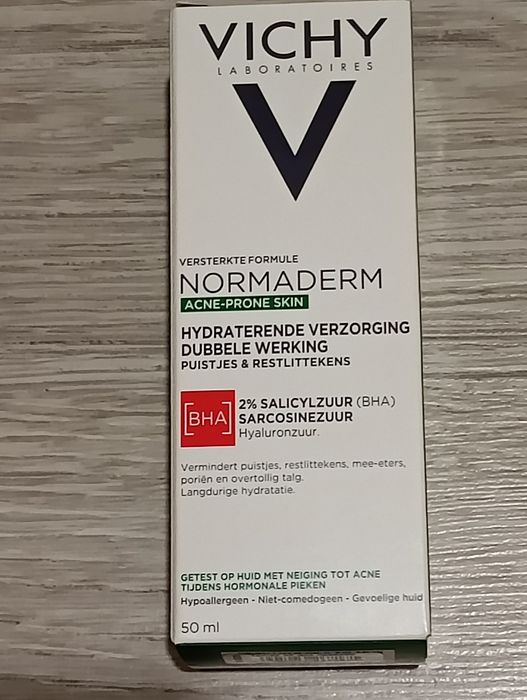 VICHY
LABORATOIRES
VERSTERKTE FORMULE
NORMADERM
ACNE-PRONE SKIN
HYDRATERENDE VERZORGING
DUBBELE WERKING
PUISTJES & RESTLITTEKENS
[BHA]
2% SALICYLZUUR (BHA)
SARCOSINEZUUR
Hyaluronzuur.
Vermindert puistjes, restlittekens, mee-eters,
poriën en overtollig talg.
Langdurige hydratatie.
GETEST OP HUID MET NEIGING TOT ACNE
TIJDENS HORMONALE PIEKEN
Hypoallergeen - Niet-comedogeen - Gevoelige huid
50 ml